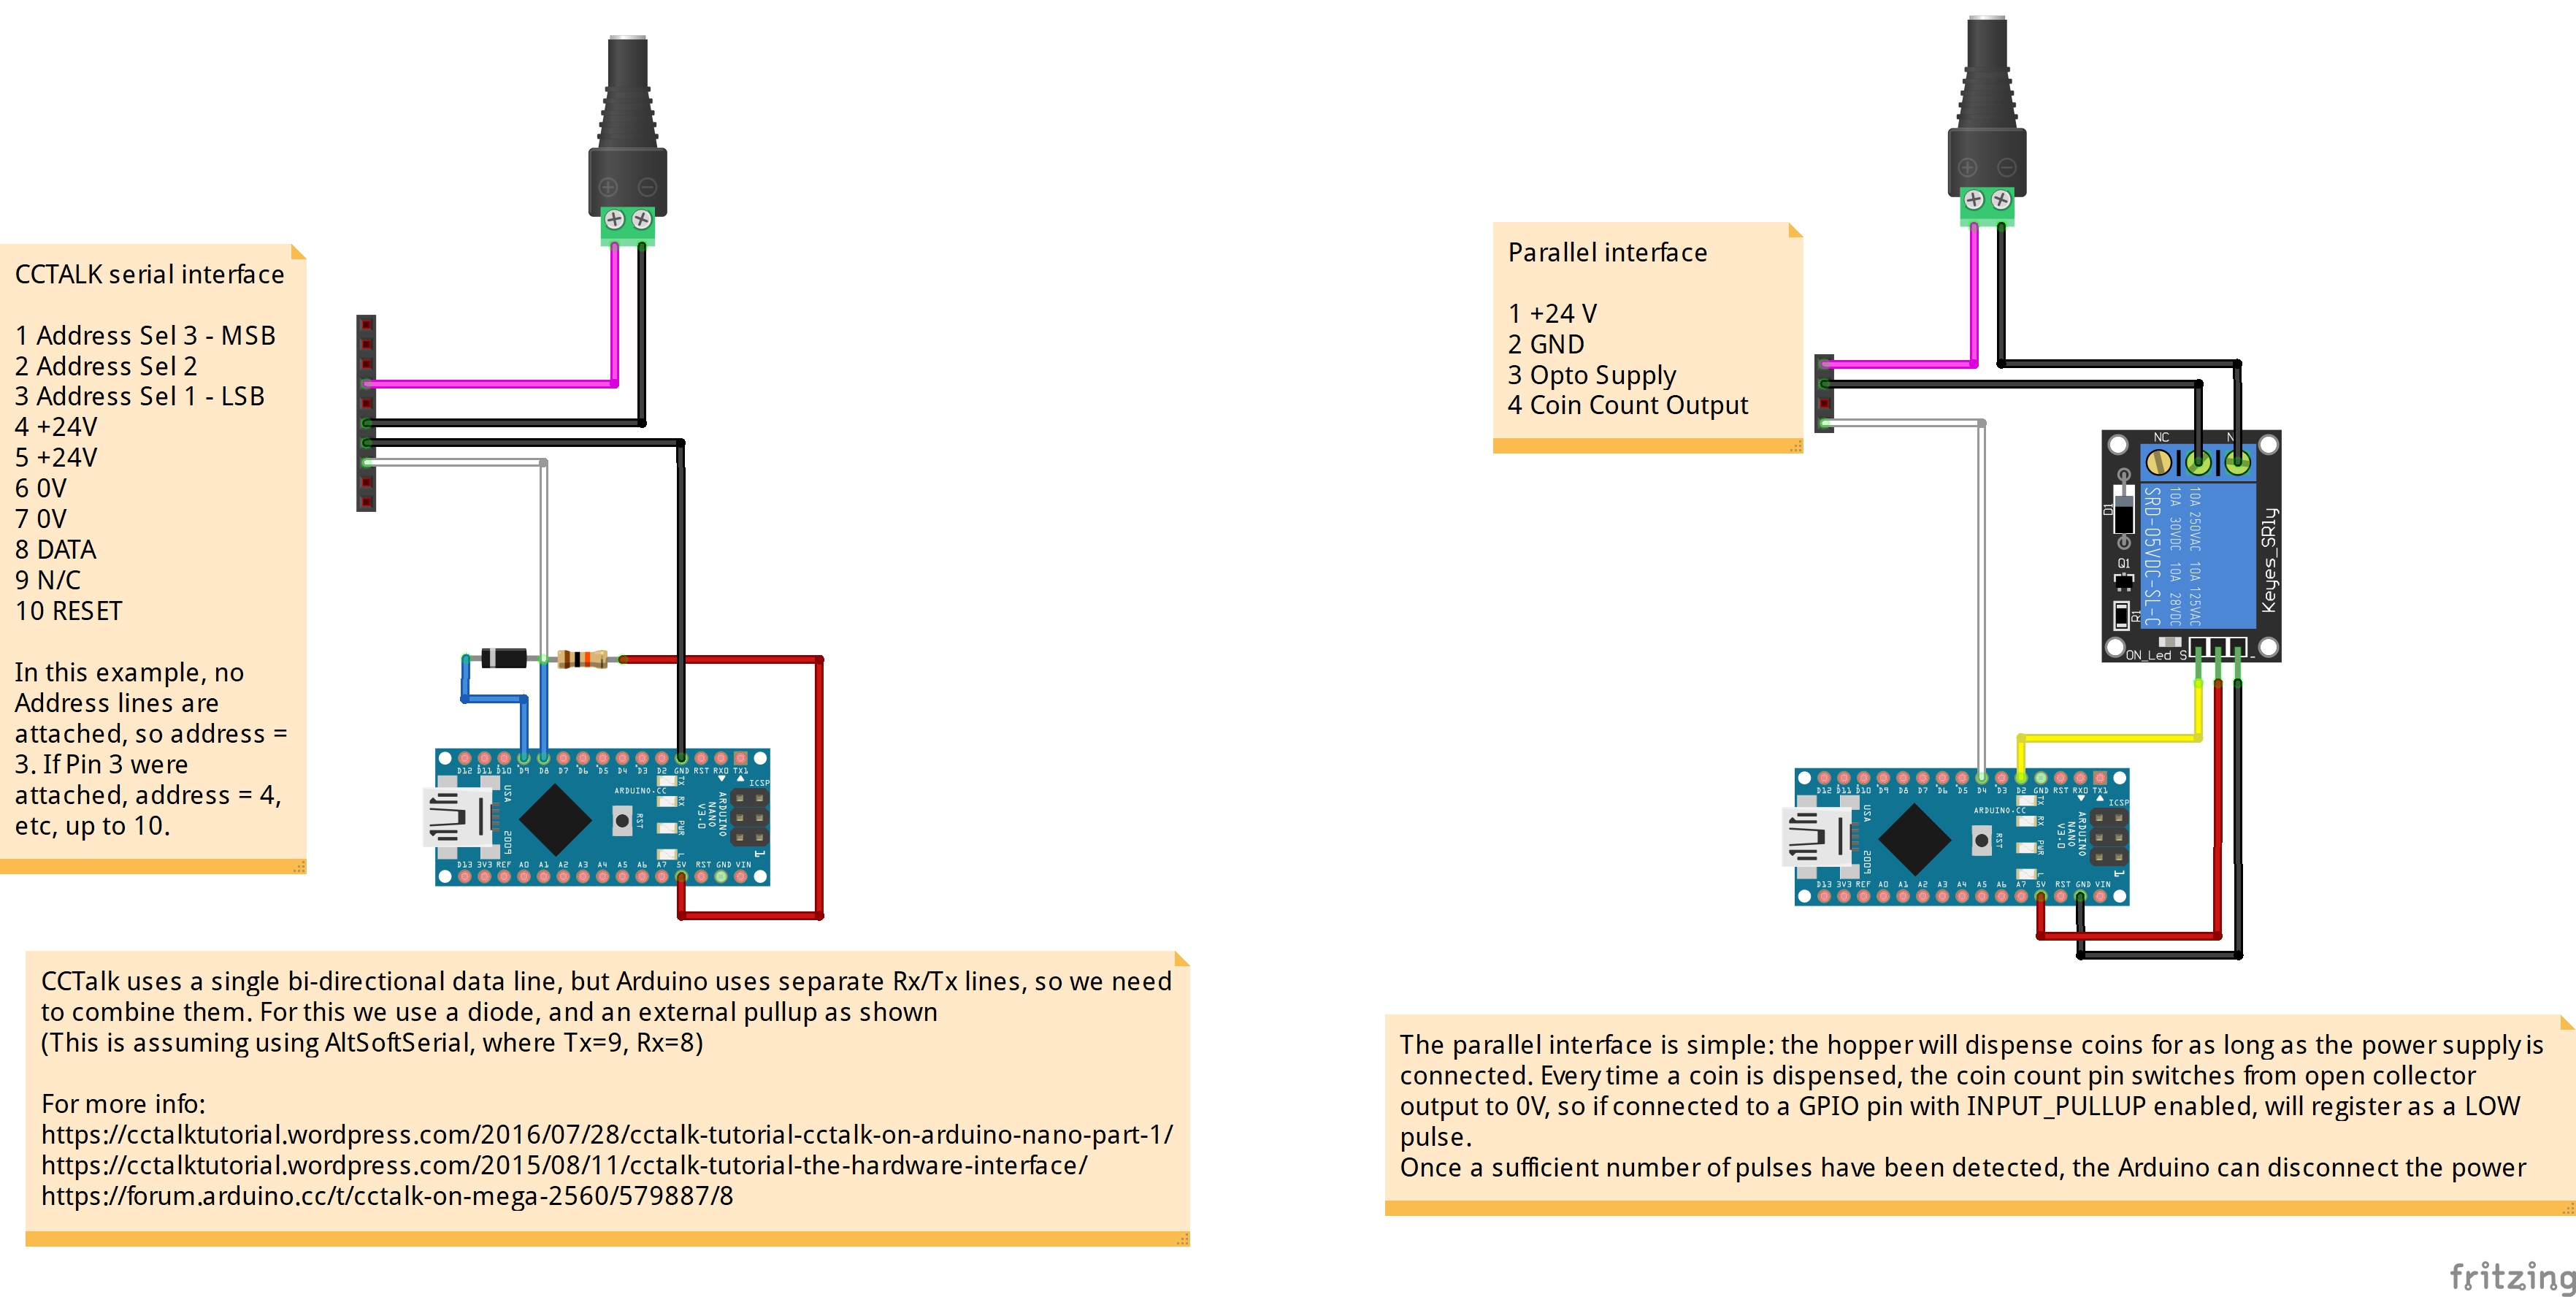 CCTALK serial interface
1 Address Sel 3 - MSB
2 Address Sel 2
3 Address Sel 1 - LSB
4 +24V
5 +24V
6 0V
7 0V
8 DATA
9 N/C
10 RESET
In this example, no
Address lines are
attached, so address =
3. If Pin 3 were
attached, address = 4,
etc, up to 10.
D12 D11 D10 D9 D8 D7 D6 D5 D4 D3 D2 GND RST RX0 TX1
TX
RX
PWR
L
USA
2009
ARDUINO.CC
RST
ARDUINO
NANO
V3.0
ICSP
1
D13 3V3 REF A0 A1 A2 A3 A4 A5 A6 A7 5V RST GND VIN
CCTalk uses a single bi-directional data line, but Arduino uses separate Rx/Tx lines, so we need
to combine them. For this we use a diode, and an external pullup as shown
(This is assuming using AltSoftSerial, where Tx=9, Rx=8)
For more info:
https://cctalktutorial.wordpress.com/2016/07/28/cctalk-tutorial-cctalk-on-arduino-nano-part-1/
https://cctalktutorial.wordpress.com/2015/08/11/cctalk-tutorial-the-hardware-interface/
https://forum.arduino.cc/t/cctalk-on-mega-2560/579887/8
Parallel interface
1 +24 V
2 GND
3 Opto Supply
4 Coin Count Output
NC
N
D1
Q1
R1
SRD-05VDC-SL-C
10A 30VDC 10A 28VDC
10A 250VAC 10A 125VAC
Keyes_SRly
ON_Led S -
D12 D11 D10 D9 D8 D7 D6 D5 D4 D3 D2 GND RST RX0 TX1
TX
RX
PWR
L
USA
2009
ARDUINO.CC
RST
ARDUINO
NANO
V3.0
ICSP
1
D13 3V3 REF A0 A1 A2 A3 A4 A5 A6 A7 5V RST GND VIN
The parallel interface is simple: the hopper will dispense coins for as long as the power supply is
connected. Every time a coin is dispensed, the coin count pin switches from open collector
output to 0V, so if connected to a GPIO pin with INPUT_PULLUP enabled, will register as a LOW
pulse.
Once a sufficient number of pulses have been detected, the Arduino can disconnect the power
fritzing